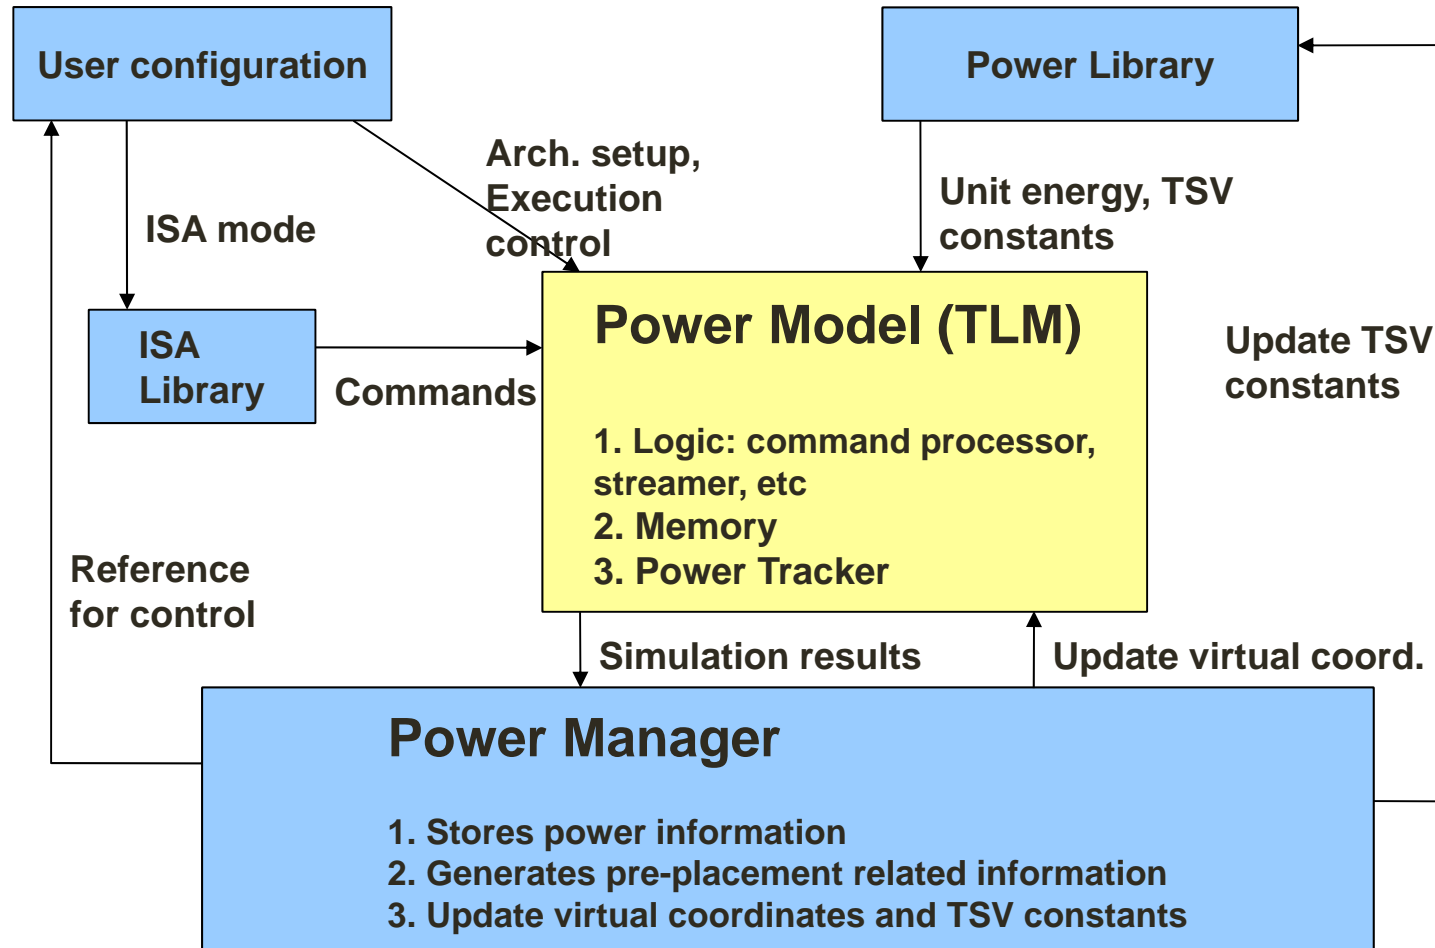 User configuration
Power Library
Arch. setup,
Execution
control
Unit energy, TSV
constants
ISA mode
Update TSV
constants
ISA
Library
Commands
Power Model (TLM)
1. Logic: command processor,
streamer, etc
2. Memory
3. Power Tracker
Reference
for control
Simulation results
Update virtual coord.
Power Manager
1. Stores power information
2. Generates pre-placement related information
3. Update virtual coordinates and TSV constants